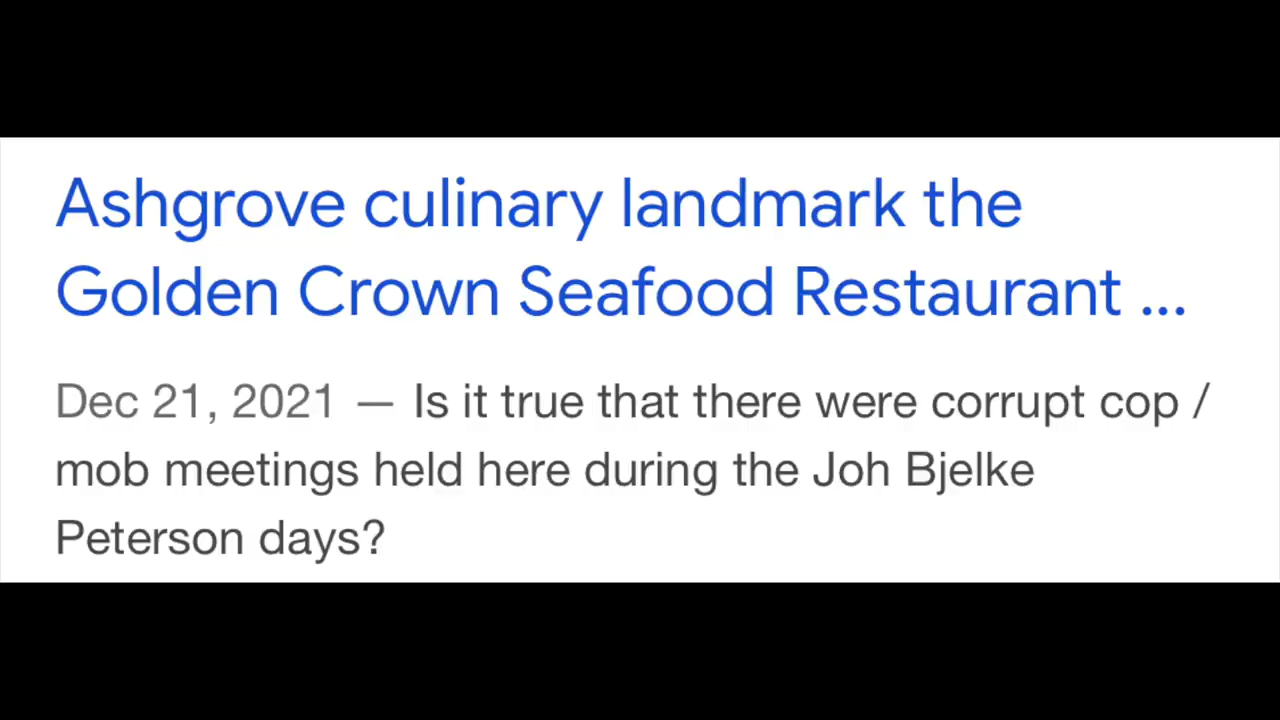 Ashgrove culinary landmark the
Golden Crown Seafood Restaurant ...
Dec 21, 2021 — Is it true that there were corrupt cop /
mob meetings held here during the Joh Bjelke
Peterson days?